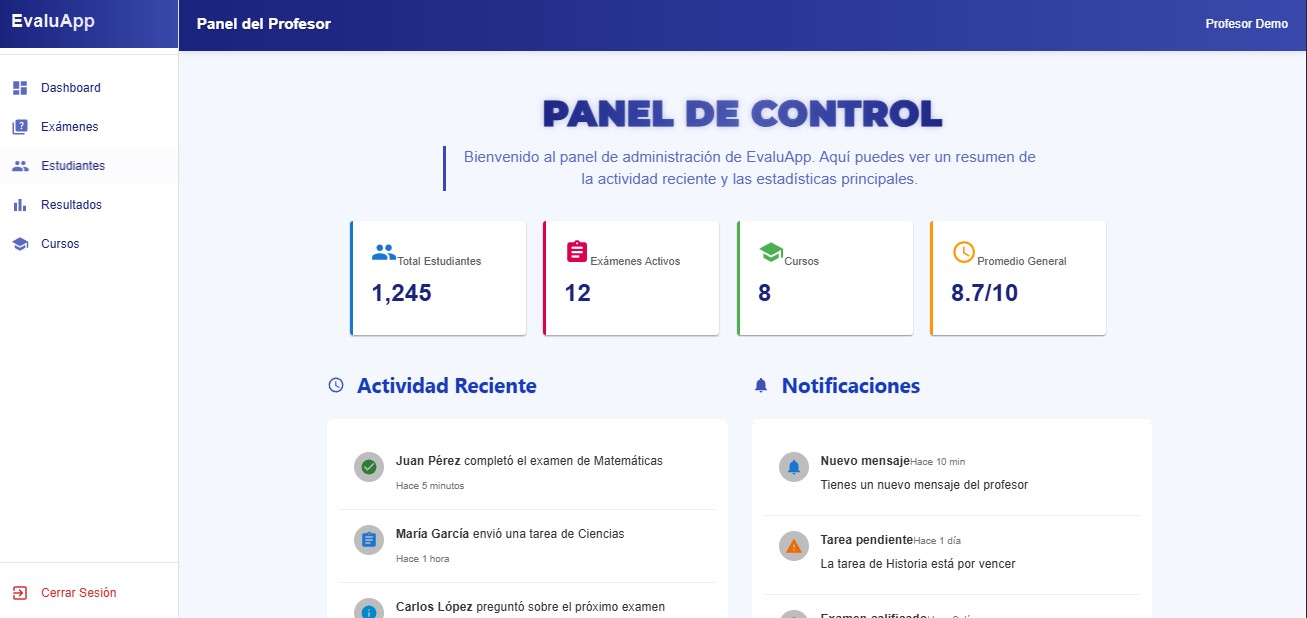 EvaluApp
Panel del Profesor
Profesor Demo
Dashboard
Exámenes
Estudiantes
Resultados
Cursos
Cerrar Sesión
PANEL DE CONTROL
Bienvenido al panel de administración de EvaluApp. Aquí puedes ver un resumen de
la actividad reciente y las estadísticas principales.
Total Estudiantes
1,245
Exámenes Activos
12
Cursos
8
Promedio General
8.7/10
Actividad Reciente
Juan Pérez completó el examen de Matemáticas
Hace 5 minutos
María García envió una tarea de Ciencias
Hace 1 hora
Carlos López preguntó sobre el próximo examen
Notificaciones
Nuevo mensajeHace 10 min
Tienes un nuevo mensaje del profesor
Tarea pendienteHace 1 día
La tarea de Historia está por vencer
Examen calificado